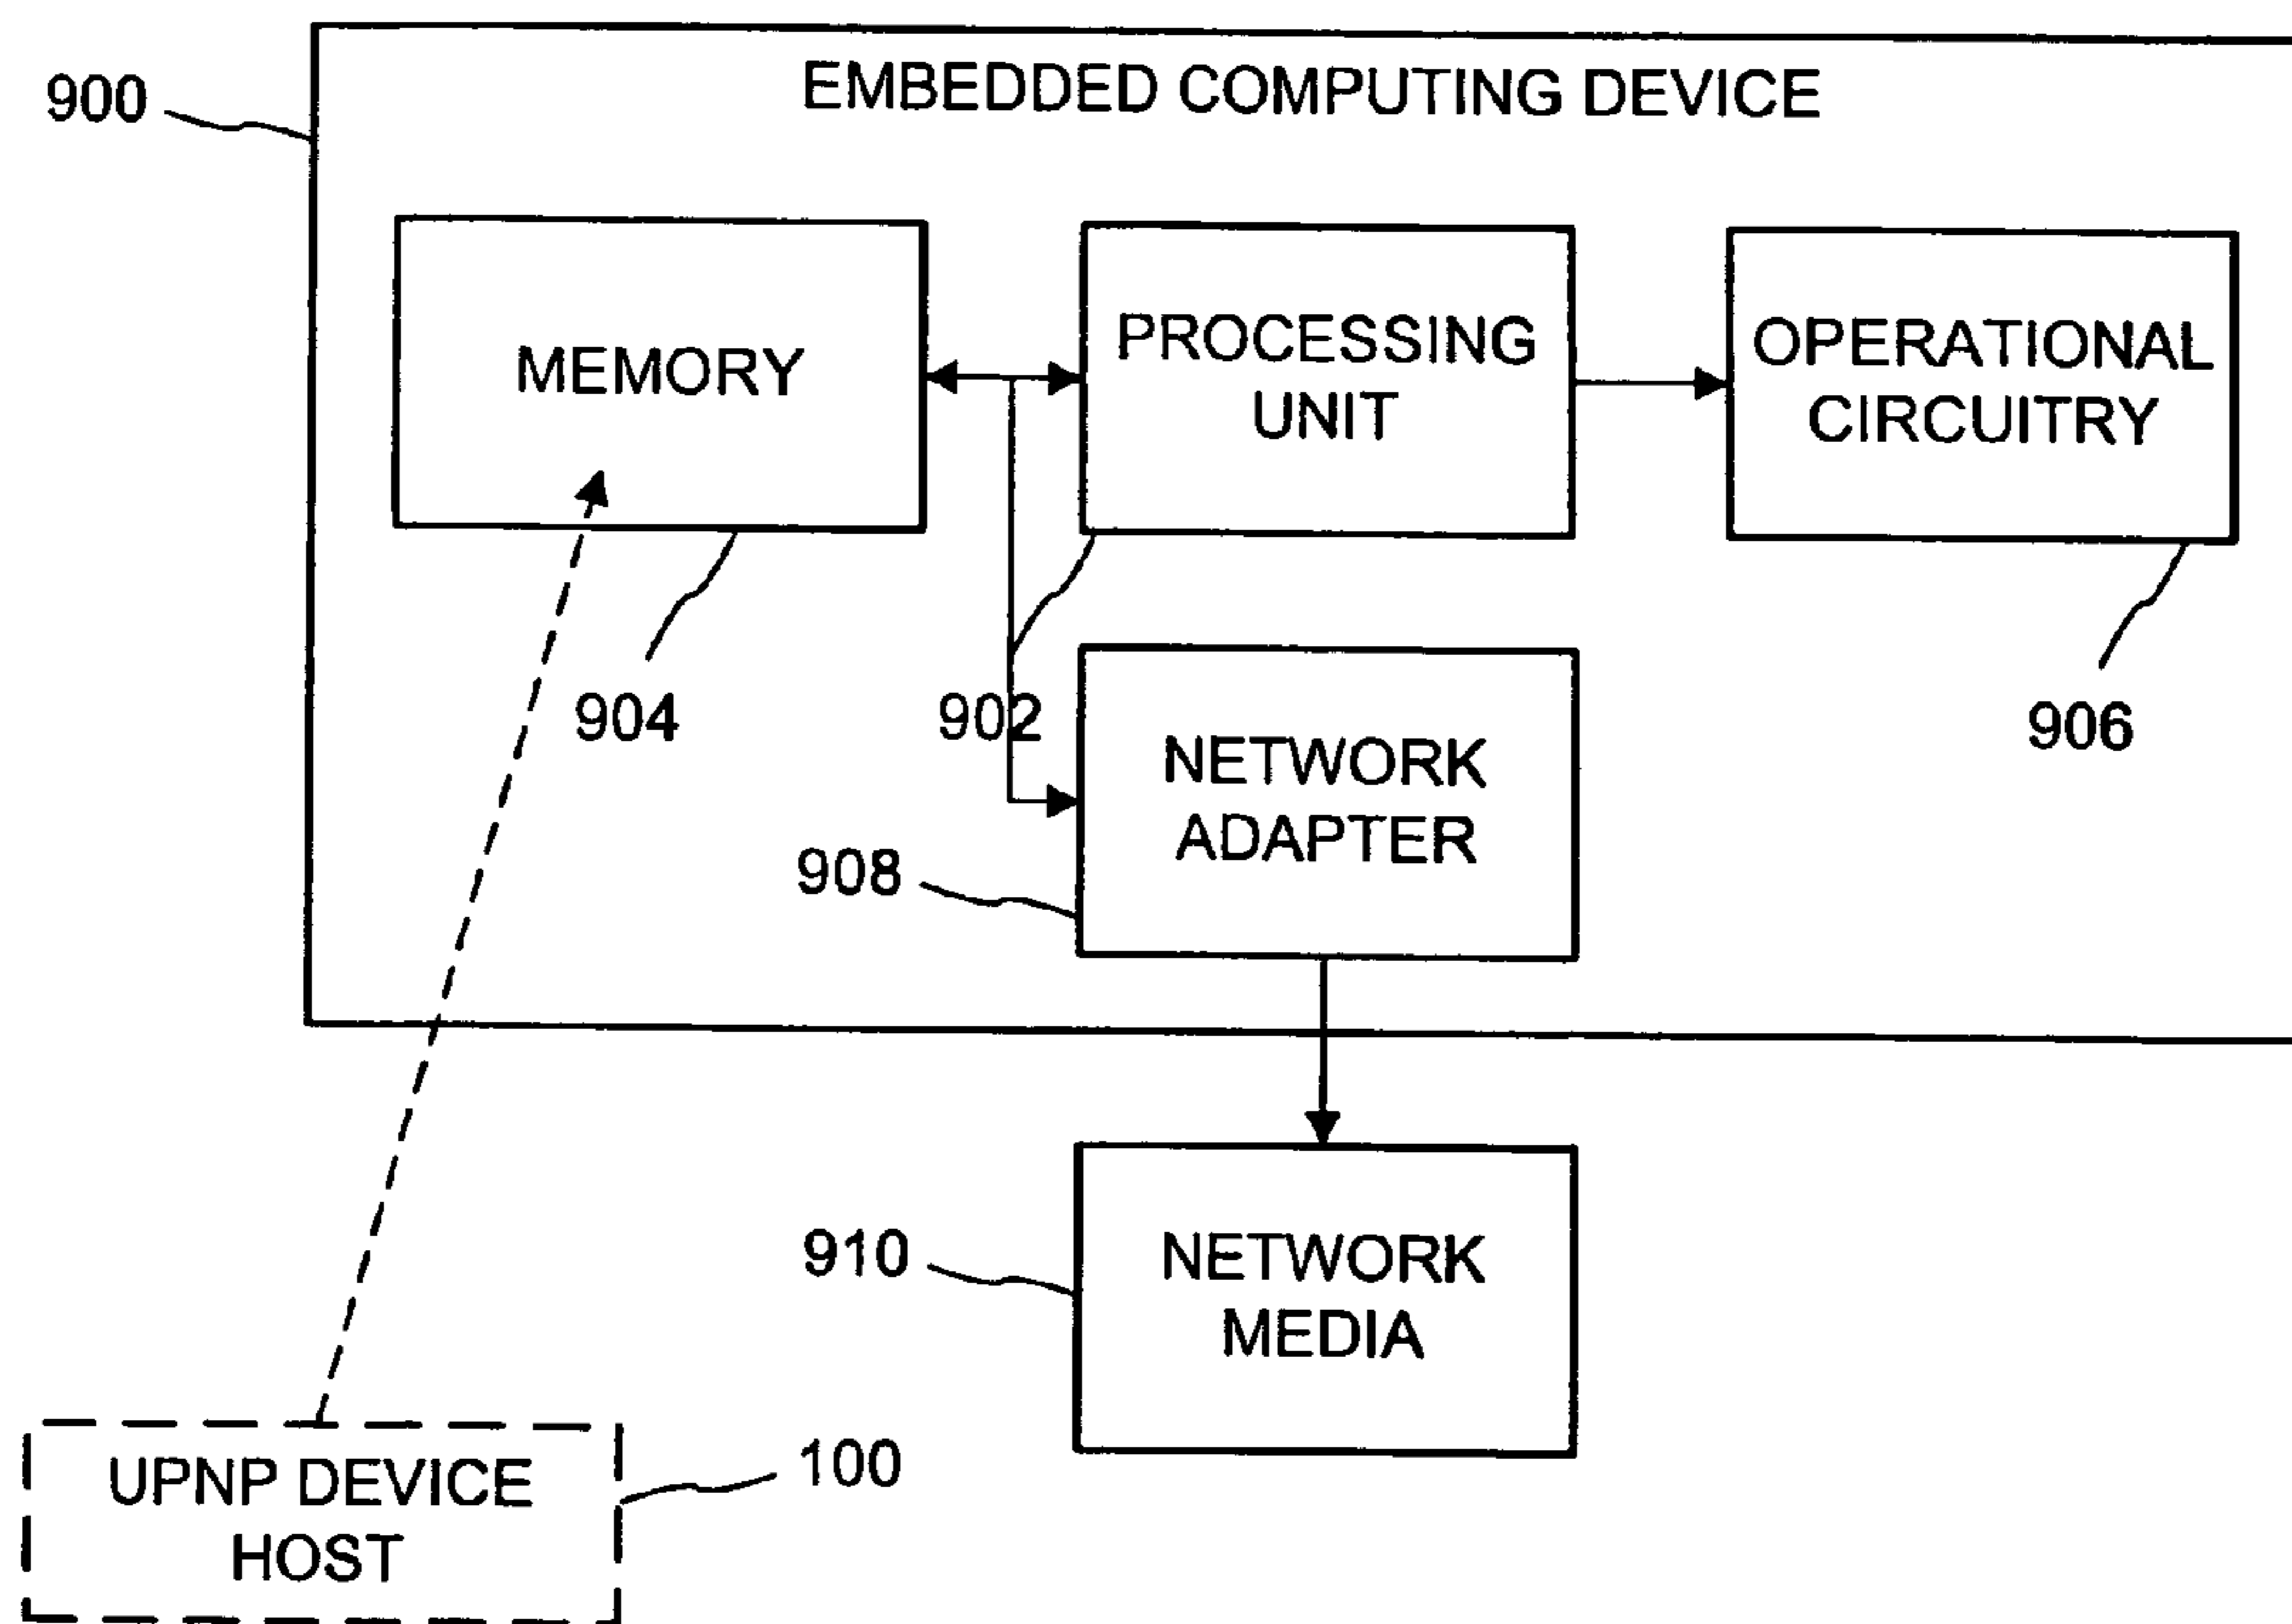 900
EMBEDDED COMPUTING DEVICE
MEMORY
PROCESSING
UNIT
OPERATIONAL
CIRCUITRY
904
902
906
NETWORK
ADAPTER
908
910
NETWORK
MEDIA
UPNP DEVICE
HOST
100